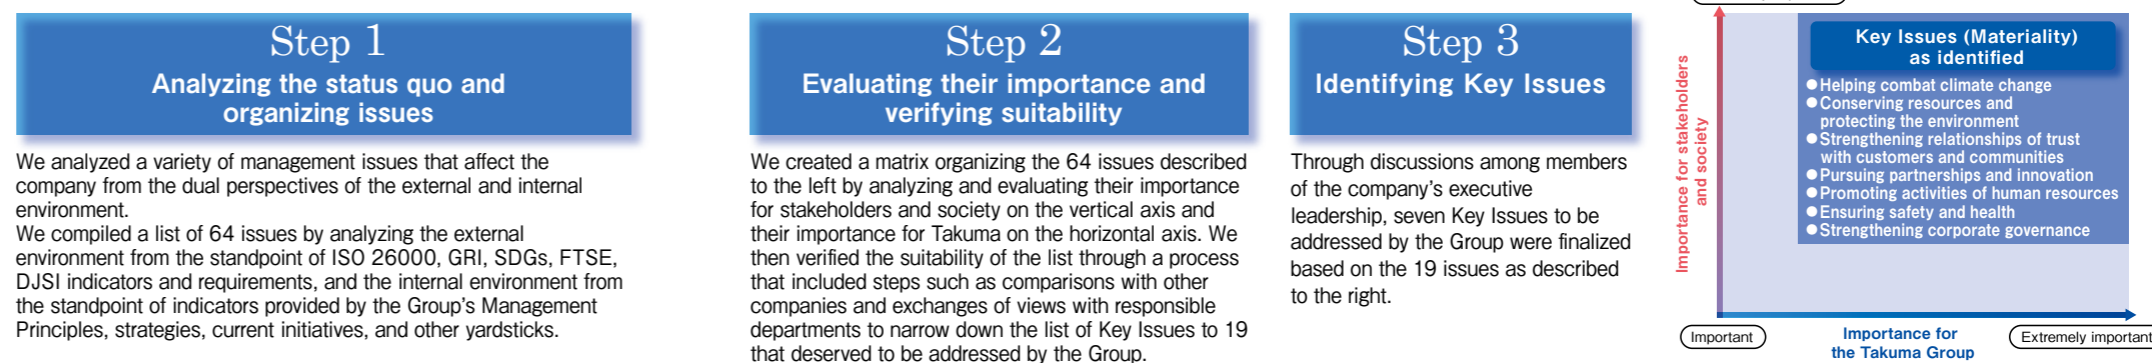 Step 1
Analyzing the status quo and
organizing issues
We analyzed a variety of management issues that affect the
company from the dual perspectives of the external and internal
environment.
We compiled a list of 64 issues by analyzing the external
environment from the standpoint of ISO 26000, GRI, SDGs, FTSE,
DJSI indicators and requirements, and the internal environment from
the standpoint of indicators provided by the Group's Management
Principles, strategies, current initiatives, and other yardsticks.
Step 2
Evaluating their importance and
verifying suitability
We created a matrix organizing the 64 issues described
to the left by analyzing and evaluating their importance
for stakeholders and society on the vertical axis and
their importance for Takuma on the horizontal axis. We
then verified the suitability of the list through a process
that included steps such as comparisons with other
companies and exchanges of views with responsible
departments to narrow down the list of Key Issues to 19
that deserved to be addressed by the Group.
Step 3
Identifying Key Issues
Through discussions among members
of the company's executive
leadership, seven Key Issues to be
addressed by the Group were finalized
based on the 19 issues as described
to the right.
Importance for stakeholders
and society
Key Issues (Materiality)
as identified
●Helping combat climate change
●Conserving resources and
protecting the environment
●Strengthening relationships of trust
with customers and communities
●Pursuing partnerships and innovation
●Promoting activities of human resources
●Ensuring safety and health
●Strengthening corporate governance
Important
Importance for
the Takuma Group
Extremely important